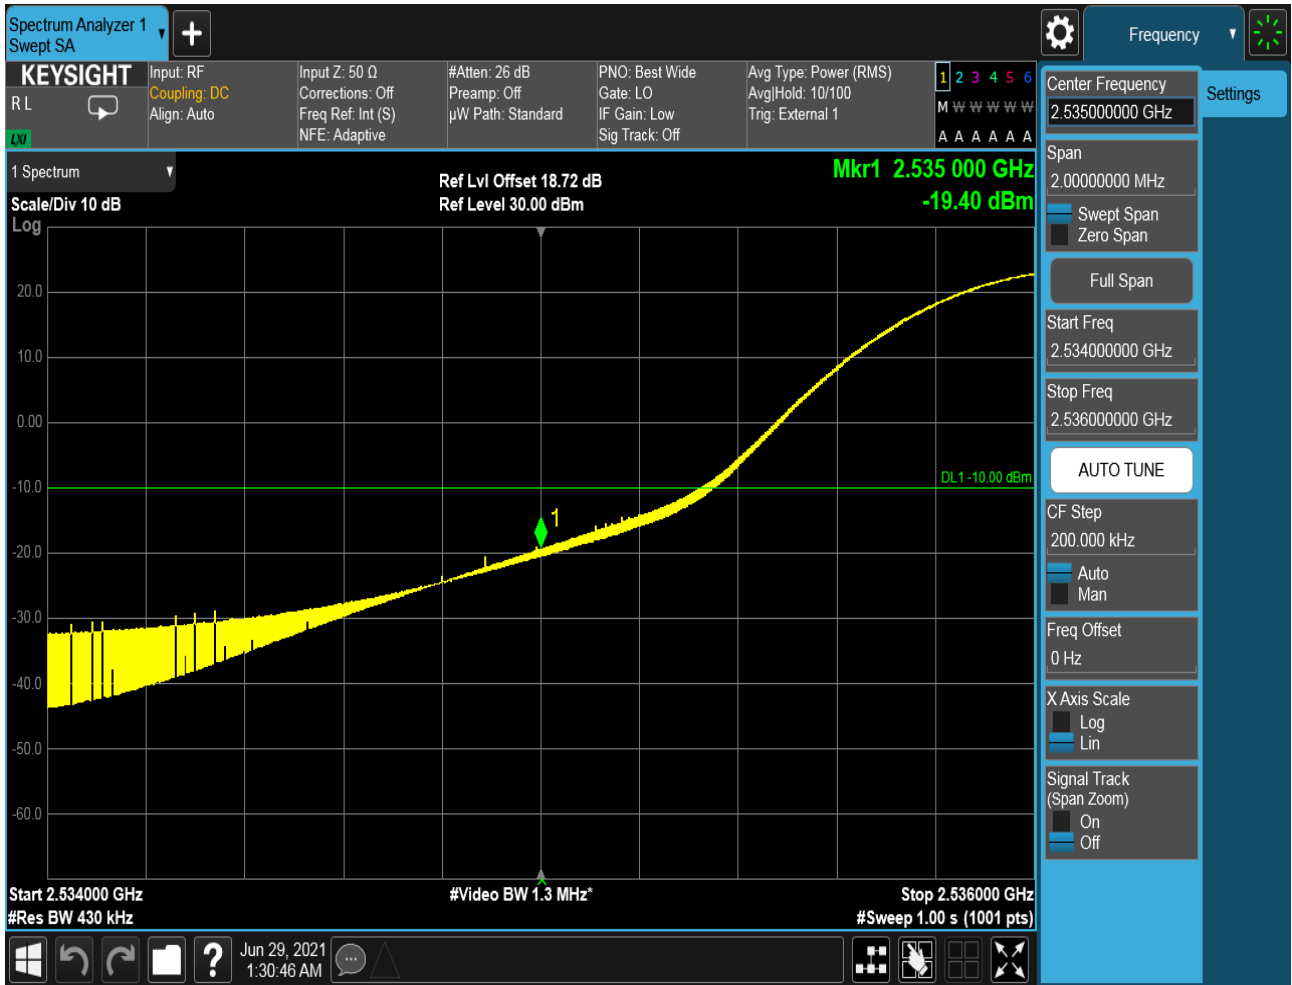 Spectrum Analyzer 1
Swept SA
Frequency
KEYSIGHT
R L
LXI
Input: RF
Coupling: DC
Align: Auto
Input Z: 50 Ω
Corrections: Off
Freq Ref: Int (S)
NFE: Adaptive
#Atten: 26 dB
Preamp: Off
µW Path: Standard
PNO: Best Wide
Gate: LO
IF Gain: Low
Sig Track: Off
Avg Type: Power (RMS)
Avg|Hold: 10/100
Trig: External 1
1 2 3 4 5 6
M W W W W W
A A A A A A
Center Frequency
2.535000000 GHz
Settings
1 Spectrum
Scale/Div 10 dB
Log
Ref Lvl Offset 18.72 dB
Ref Level 30.00 dBm
Mkr1 2.535 000 GHz
-19.40 dBm
20.0
10.0
0.00
-10.0
-20.0
-30.0
-40.0
-50.0
-60.0
DL1 -10.00 dBm
1
Start 2.534000 GHz
#Res BW 430 kHz
#Video BW 1.3 MHz*
Stop 2.536000 GHz
#Sweep 1.00 s (1001 pts)
Span
2.00000000 MHz
Swept Span
Zero Span
Full Span
Start Freq
2.534000000 GHz
Stop Freq
2.536000000 GHz
AUTO TUNE
CF Step
200.000 kHz
Auto
Man
Freq Offset
0 Hz
X Axis Scale
Log
Lin
Signal Track
(Span Zoom)
On
Off
?
Jun 29, 2021
1:30:46 AM